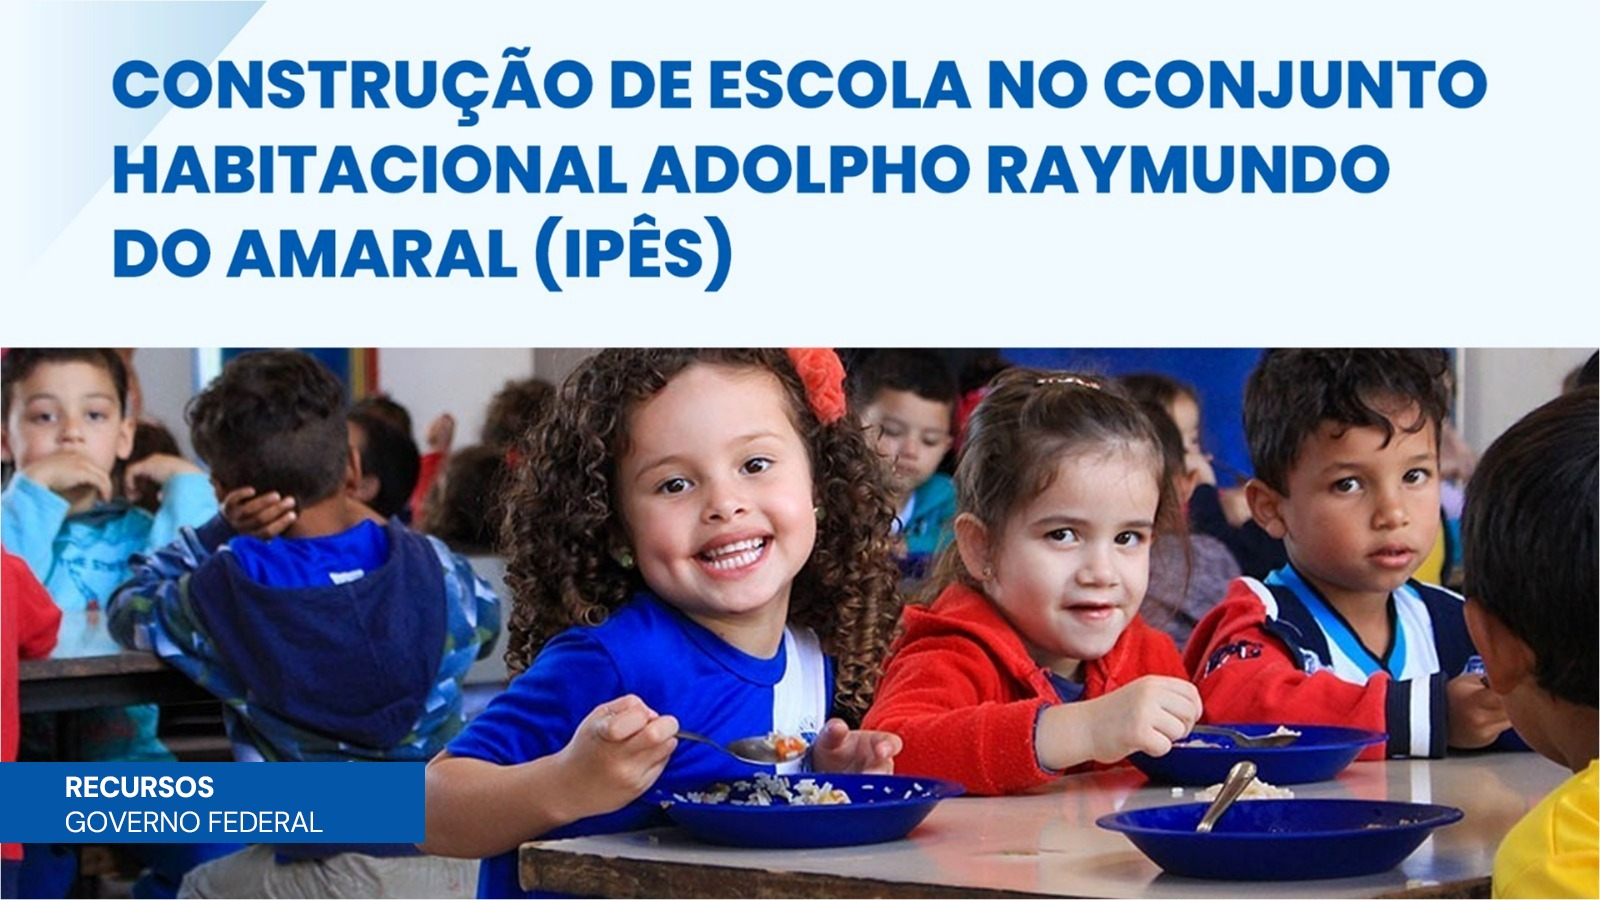 CONSTRUÇÃO DE ESCOLA NO CONJUNTO
HABITACIONAL ADOLPHO RAYMUNDO
DO AMARAL (IPÊS)
RECURSOS
GOVERNO FEDERAL